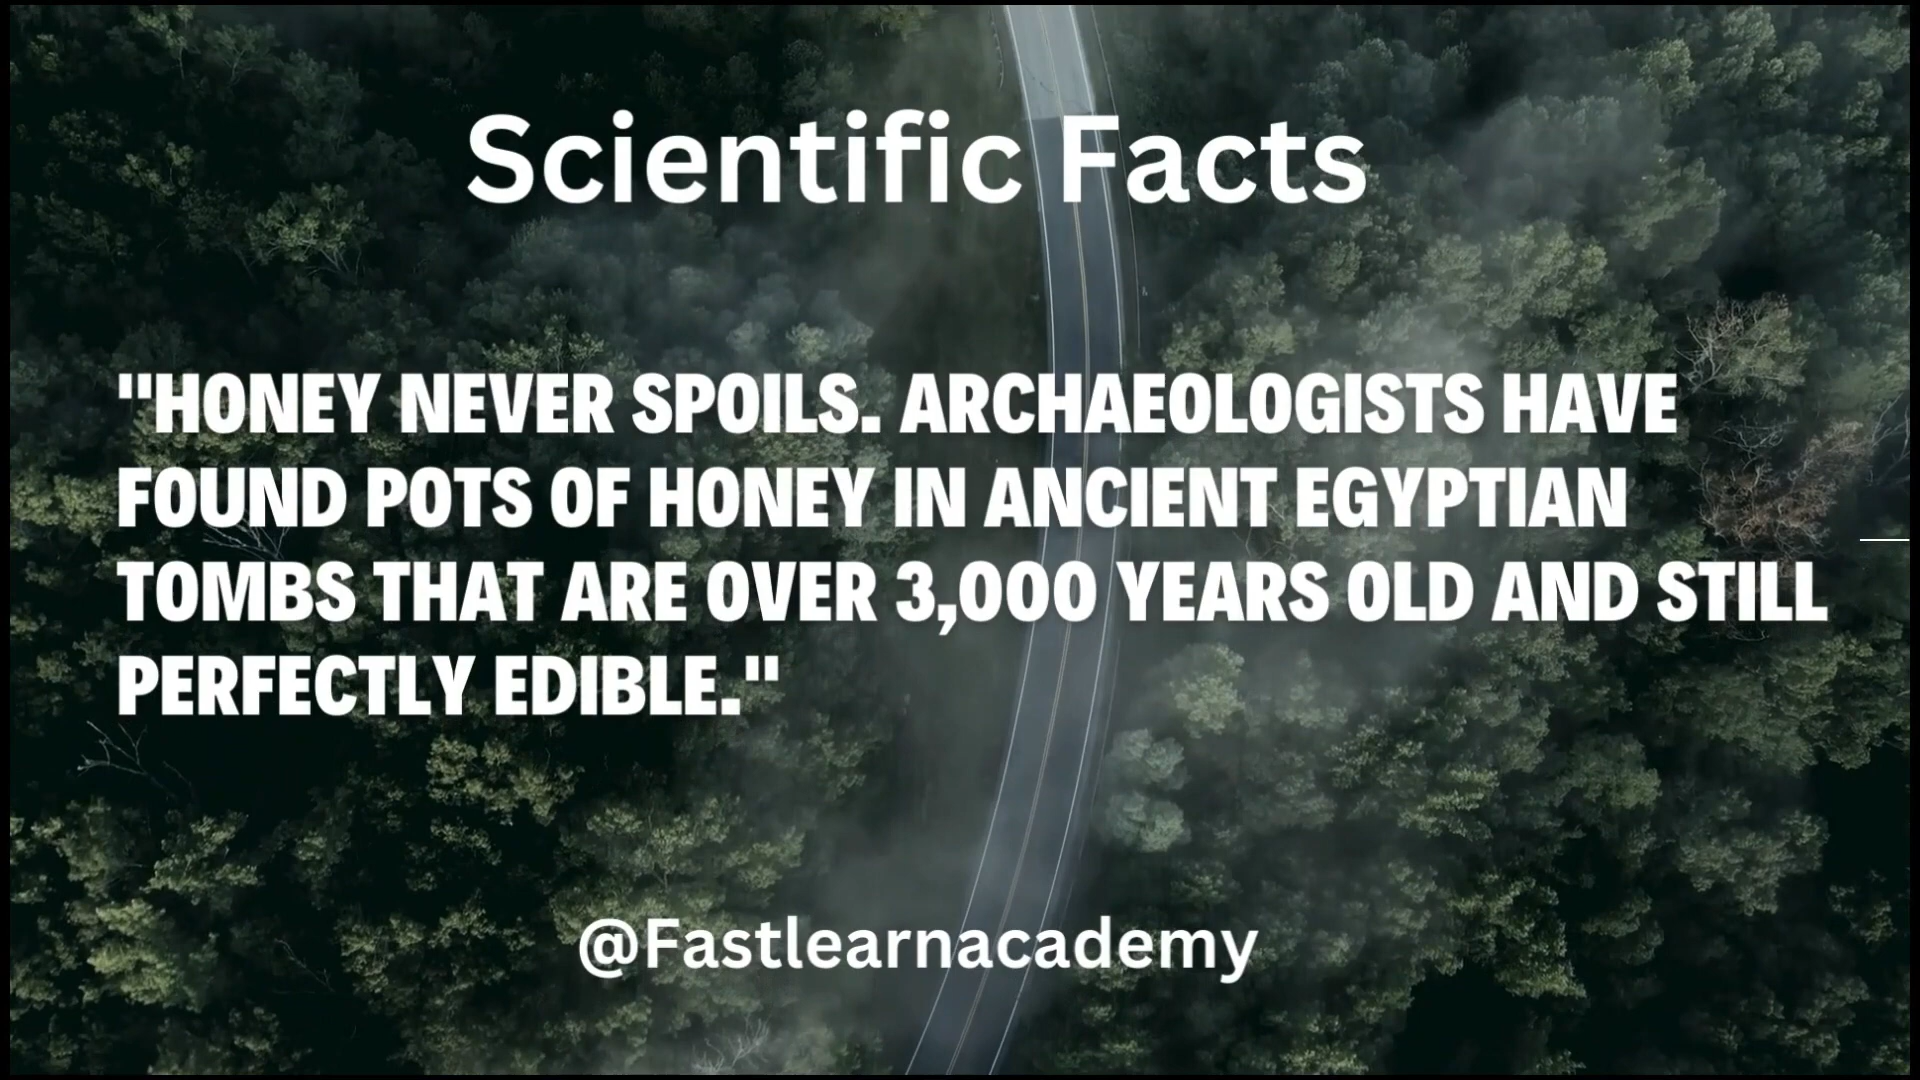 Scientific Facts
"HONEY NEVER SPOILS. ARCHAEOLOGISTS HAVE
FOUND POTS OF HONEY IN ANCIENT EGYPTIAN
TOMBS THAT ARE OVER 3,000 YEARS OLD AND STILL
PERFECTLY EDIBLE."
@Fastlearnacademy